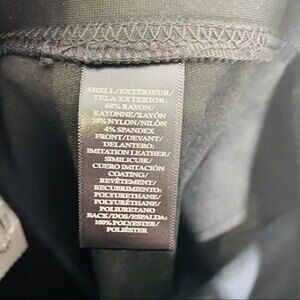 SHELL/EXTÉRIEUR/
TELA EXTERIOR:
68% RAYON/
RAYONNE/RAYÓN
28% NYLON/NILÓN
4% SPANDEX
FRONT/DEVANT/
DELANTERO:
IMITATION LEATHER/
SIMILICUIR/
CUERO IMITACIÓN
COATING/
REVÊTEMENT/
RECUBRIMIENTO:
POLYURETHANE/
POLYURÉTHANE/
POLIURETANO
BACK/DOS/ESPALDA:
100% POLYESTER/
POLIÉSTER